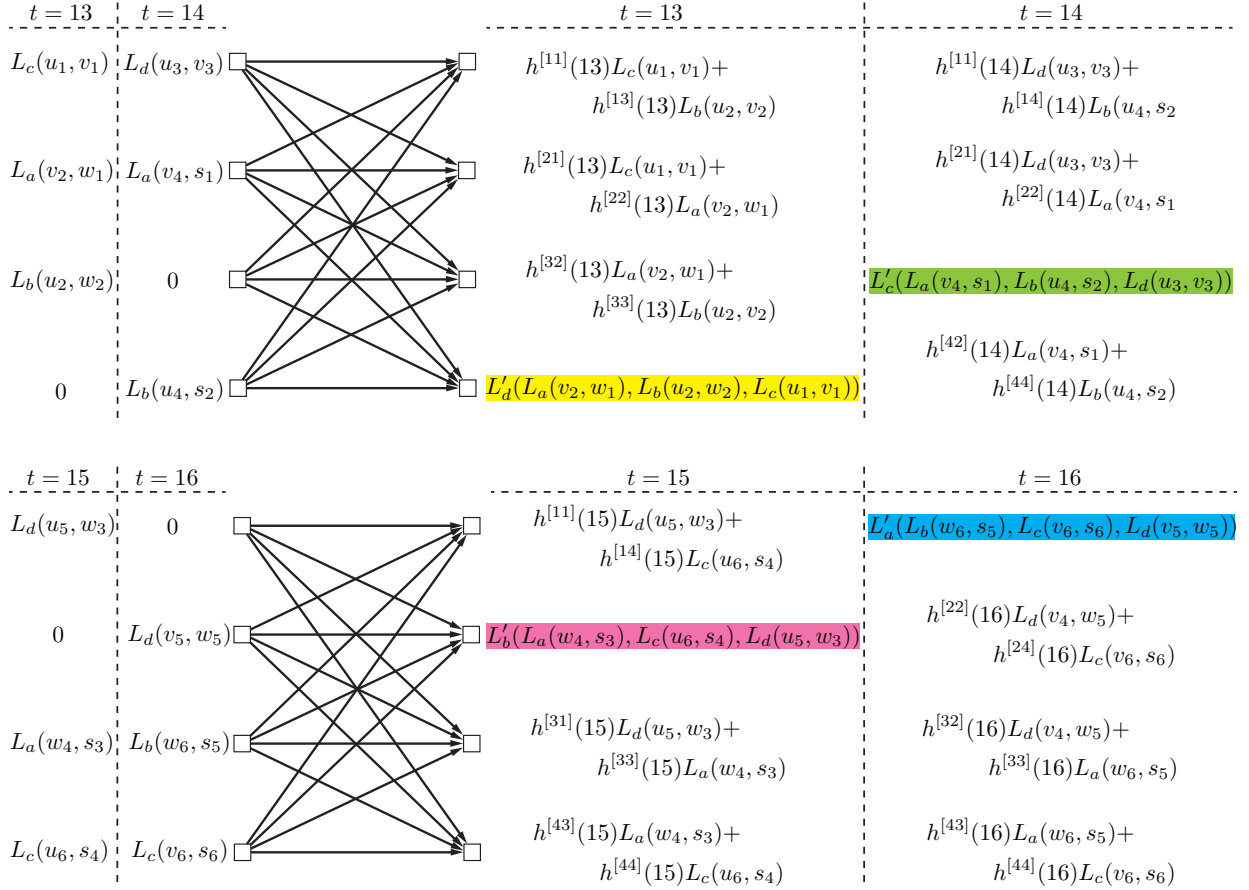 t = 13 t = 14 t = 13 t = 14
L_c(u_1, v_1) L_d(u_3, v_3) h^{[11]}(13)L_c(u_1, v_1)+ h^{[11]}(14)L_d(u_3, v_3)+
h^{[13]}(13)L_b(u_2, v_2) h^{[14]}(14)L_b(u_4, s_2
L_a(v_2, w_1) L_a(v_4, s_1) h^{[21]}(13)L_c(u_1, v_1)+ h^{[21]}(14)L_d(u_3, v_3)+
h^{[22]}(13)L_a(v_2, w_1) h^{[22]}(14)L_a(v_4, s_1
L_b(u_2, w_2) 0 h^{[32]}(13)L_a(v_2, w_1)+ L'_c(L_a(v_4, s_1), L_b(u_4, s_2), L_d(u_3, v_3))
h^{[33]}(13)L_b(u_2, v_2)
0 L_b(u_4, s_2) L'_d(L_a(v_2, w_1), L_b(u_2, w_2), L_c(u_1, v_1)) h^{[42]}(14)L_a(v_4, s_1)+
h^{[44]}(14)L_b(u_4, s_2)
t = 15 t = 16 t = 15 t = 16
L_d(u_5, w_3) 0 h^{[11]}(15)L_d(u_5, w_3)+ L'_a(L_b(w_6, s_5), L_c(v_6, s_6), L_d(v_5, w_5))
h^{[14]}(15)L_c(u_6, s_4)
0 L_d(v_5, w_5) L'_b(L_a(w_4, s_3), L_c(u_6, s_4), L_d(u_5, w_3)) h^{[22]}(16)L_d(v_4, w_5)+
h^{[24]}(16)L_c(v_6, s_6)
L_a(w_4, s_3) L_b(w_6, s_5) h^{[31]}(15)L_d(u_5, w_3)+ h^{[32]}(16)L_d(v_4, w_5)+
h^{[33]}(15)L_a(w_4, s_3) h^{[33]}(16)L_a(w_6, s_5)
L_c(u_6, s_4) L_c(v_6, s_6) h^{[43]}(15)L_a(w_4, s_3)+ h^{[43]}(16)L_a(w_6, s_5)+
h^{[44]}(15)L_c(u_6, s_4) h^{[44]}(16)L_c(v_6, s_6)